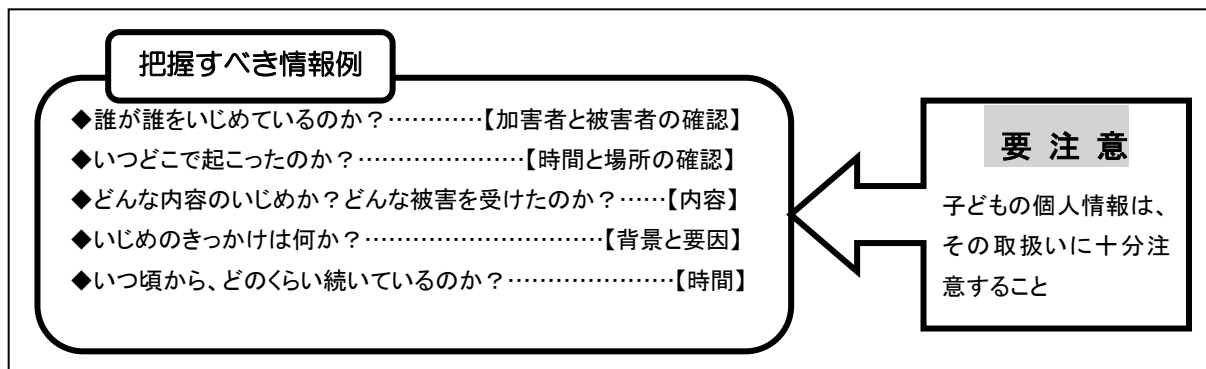 把握すべき情報例
◆誰が誰をいじめているのか？…………【加害者と被害者の確認】
◆いつどこで起こったのか？…………………【時間と場所の確認】
◆どんな内容のいじめか？どんな被害を受けたのか？……【内容】
◆いじめのきっかけは何か？…………………………【背景と要因】
◆いつ頃から、どのくらい続いているのか？…………………【時間】
要 注 意
子どもの個人情報は、
その取扱いに十分注
意すること